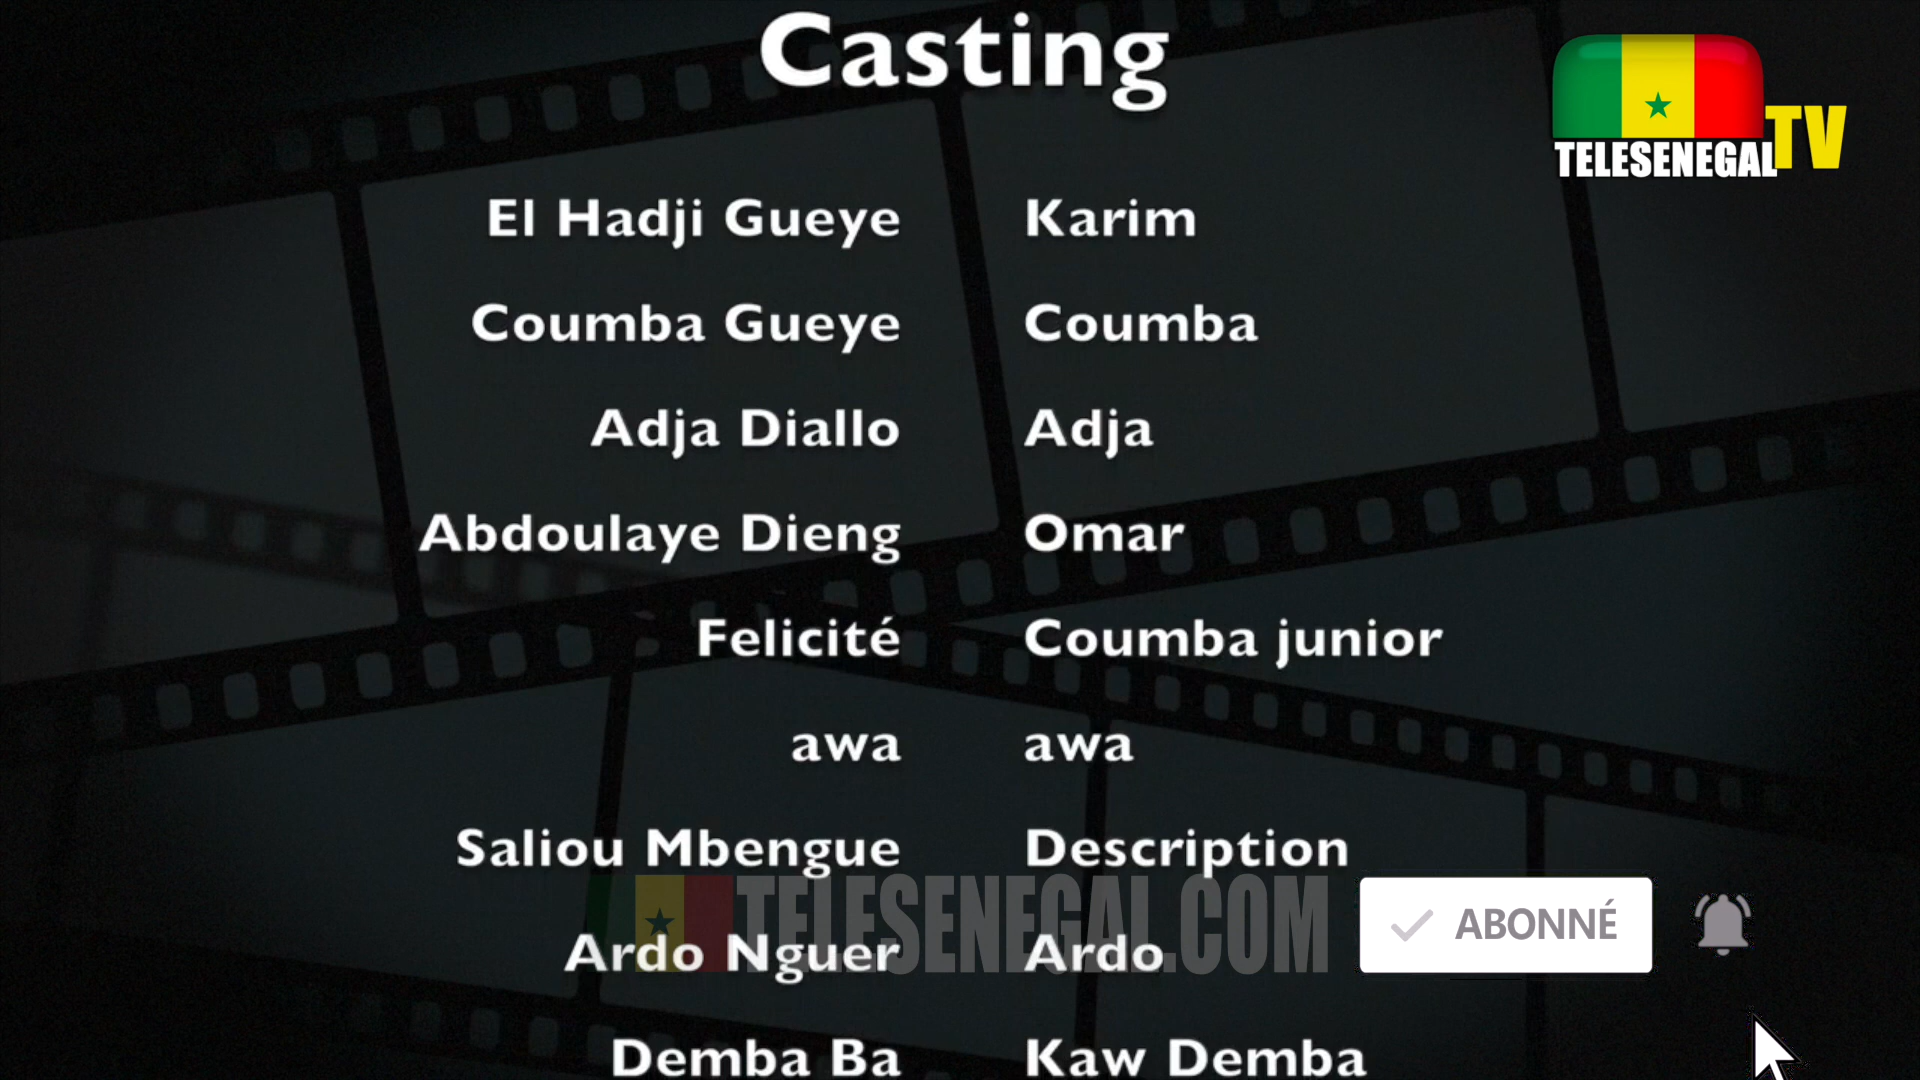 Casting
TELESENEGAL TV
El Hadji Gueye Karim
Coumba Gueye Coumba
Adja Diallo Adja
Abdoulaye Dieng Omar
Felicité Coumba junior
awa awa
Saliou Mbengue Description
TELESENEGAL.COM
ABONNÉ
Ardo Nguer Ardo
Demba Ba Kaw Demba